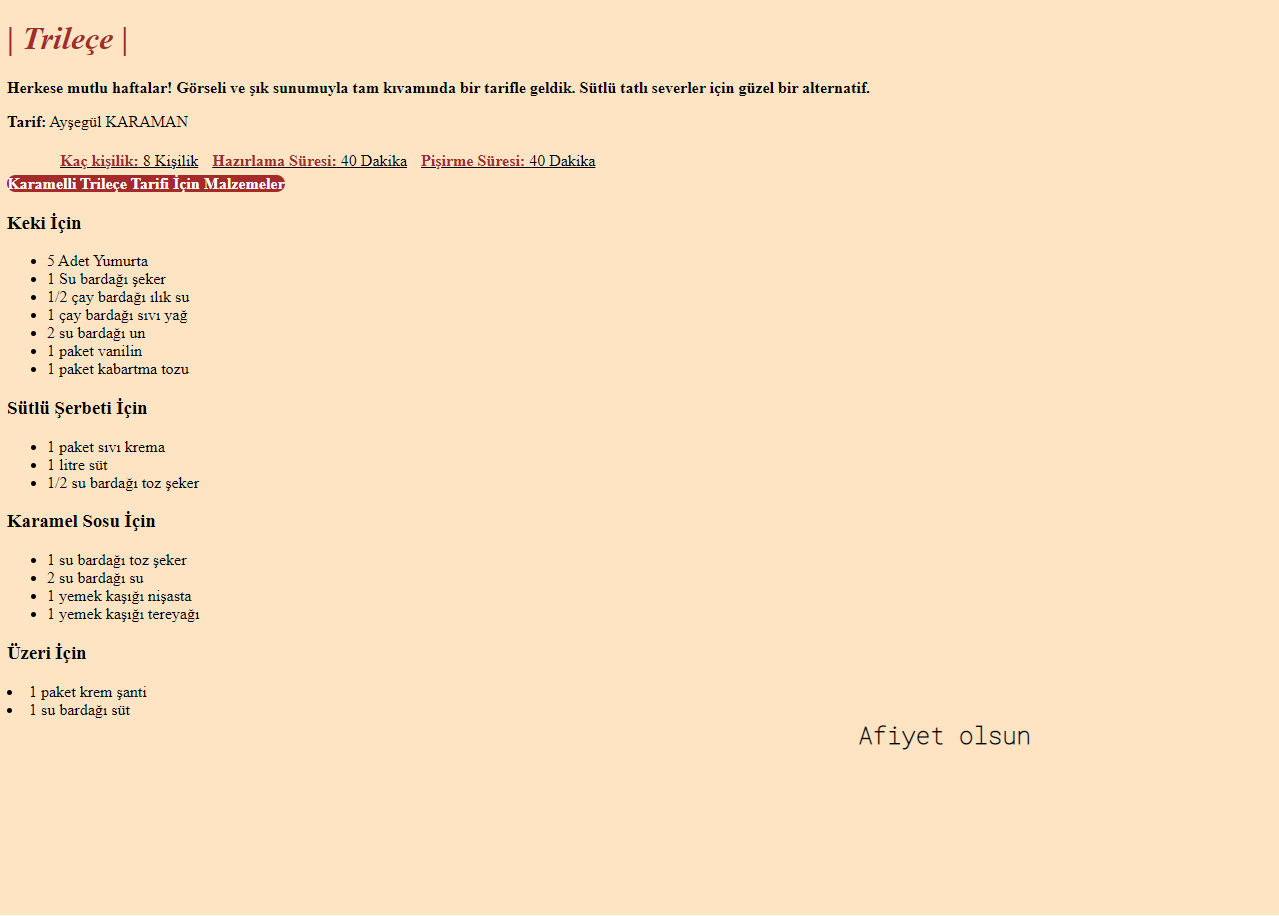 | Trileçe |
Herkese mutlu haftalar! Görseli ve şık sunumuyla tam kıvamında bir tarifle geldik. Sütlü tatlı severler için güzel bir alternatif.
Tarif: Ayşegül KARAMAN
Kaç kişilik: 8 Kişilik Hazırlama Süresi: 40 Dakika Pişirme Süresi: 40 Dakika
Karamelli Trileçe Tarifi İçin Malzemeler
Keki İçin
• 5 Adet Yumurta
• 1 Su bardağı şeker
• 1/2 çay bardağı ılık su
• 1 çay bardağı sıvı yağ
• 2 su bardağı un
• 1 paket vanilin
• 1 paket kabartma tozu
Sütlü Şerbeti İçin
• 1 paket sıvı krema
• 1 litre süt
• 1/2 su bardağı toz şeker
Karamel Sosu İçin
• 1 su bardağı toz şeker
• 2 su bardağı su
• 1 yemek kaşığı nişasta
• 1 yemek kaşığı tereyağı
Üzeri İçin
• 1 paket krem şanti
• 1 su bardağı süt
Afiyet olsun